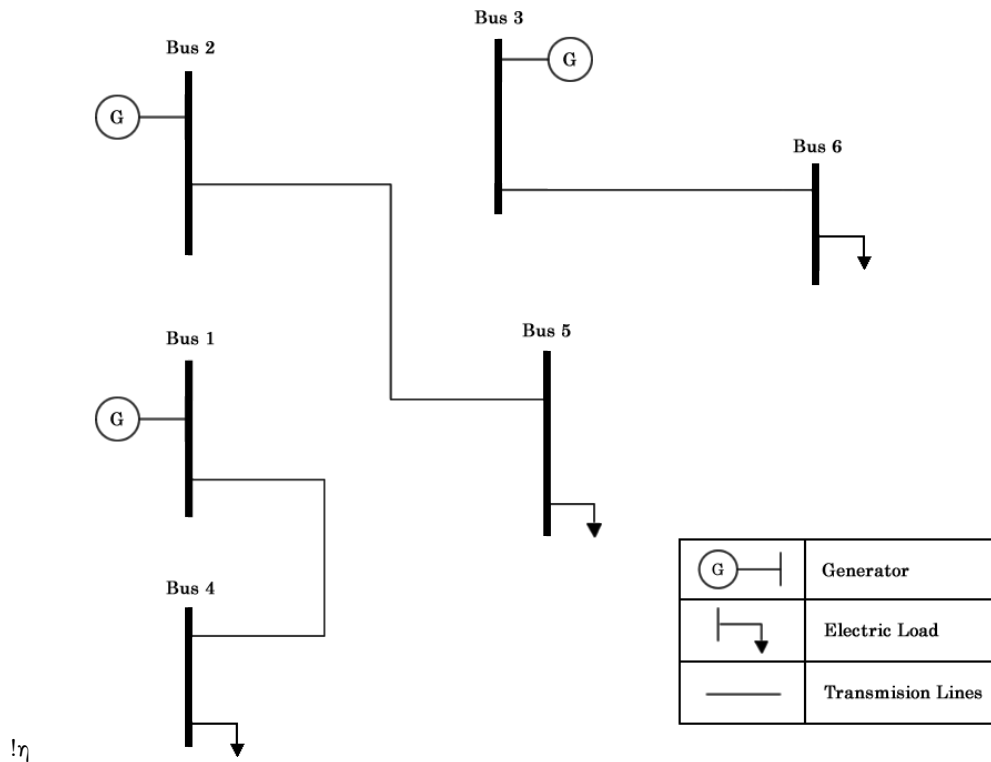 Bus 3
Bus 2
G
G
Bus 6
Bus 5
Bus 1
G
Bus 4
G Generator
Electric Load
Transmision Lines
!η